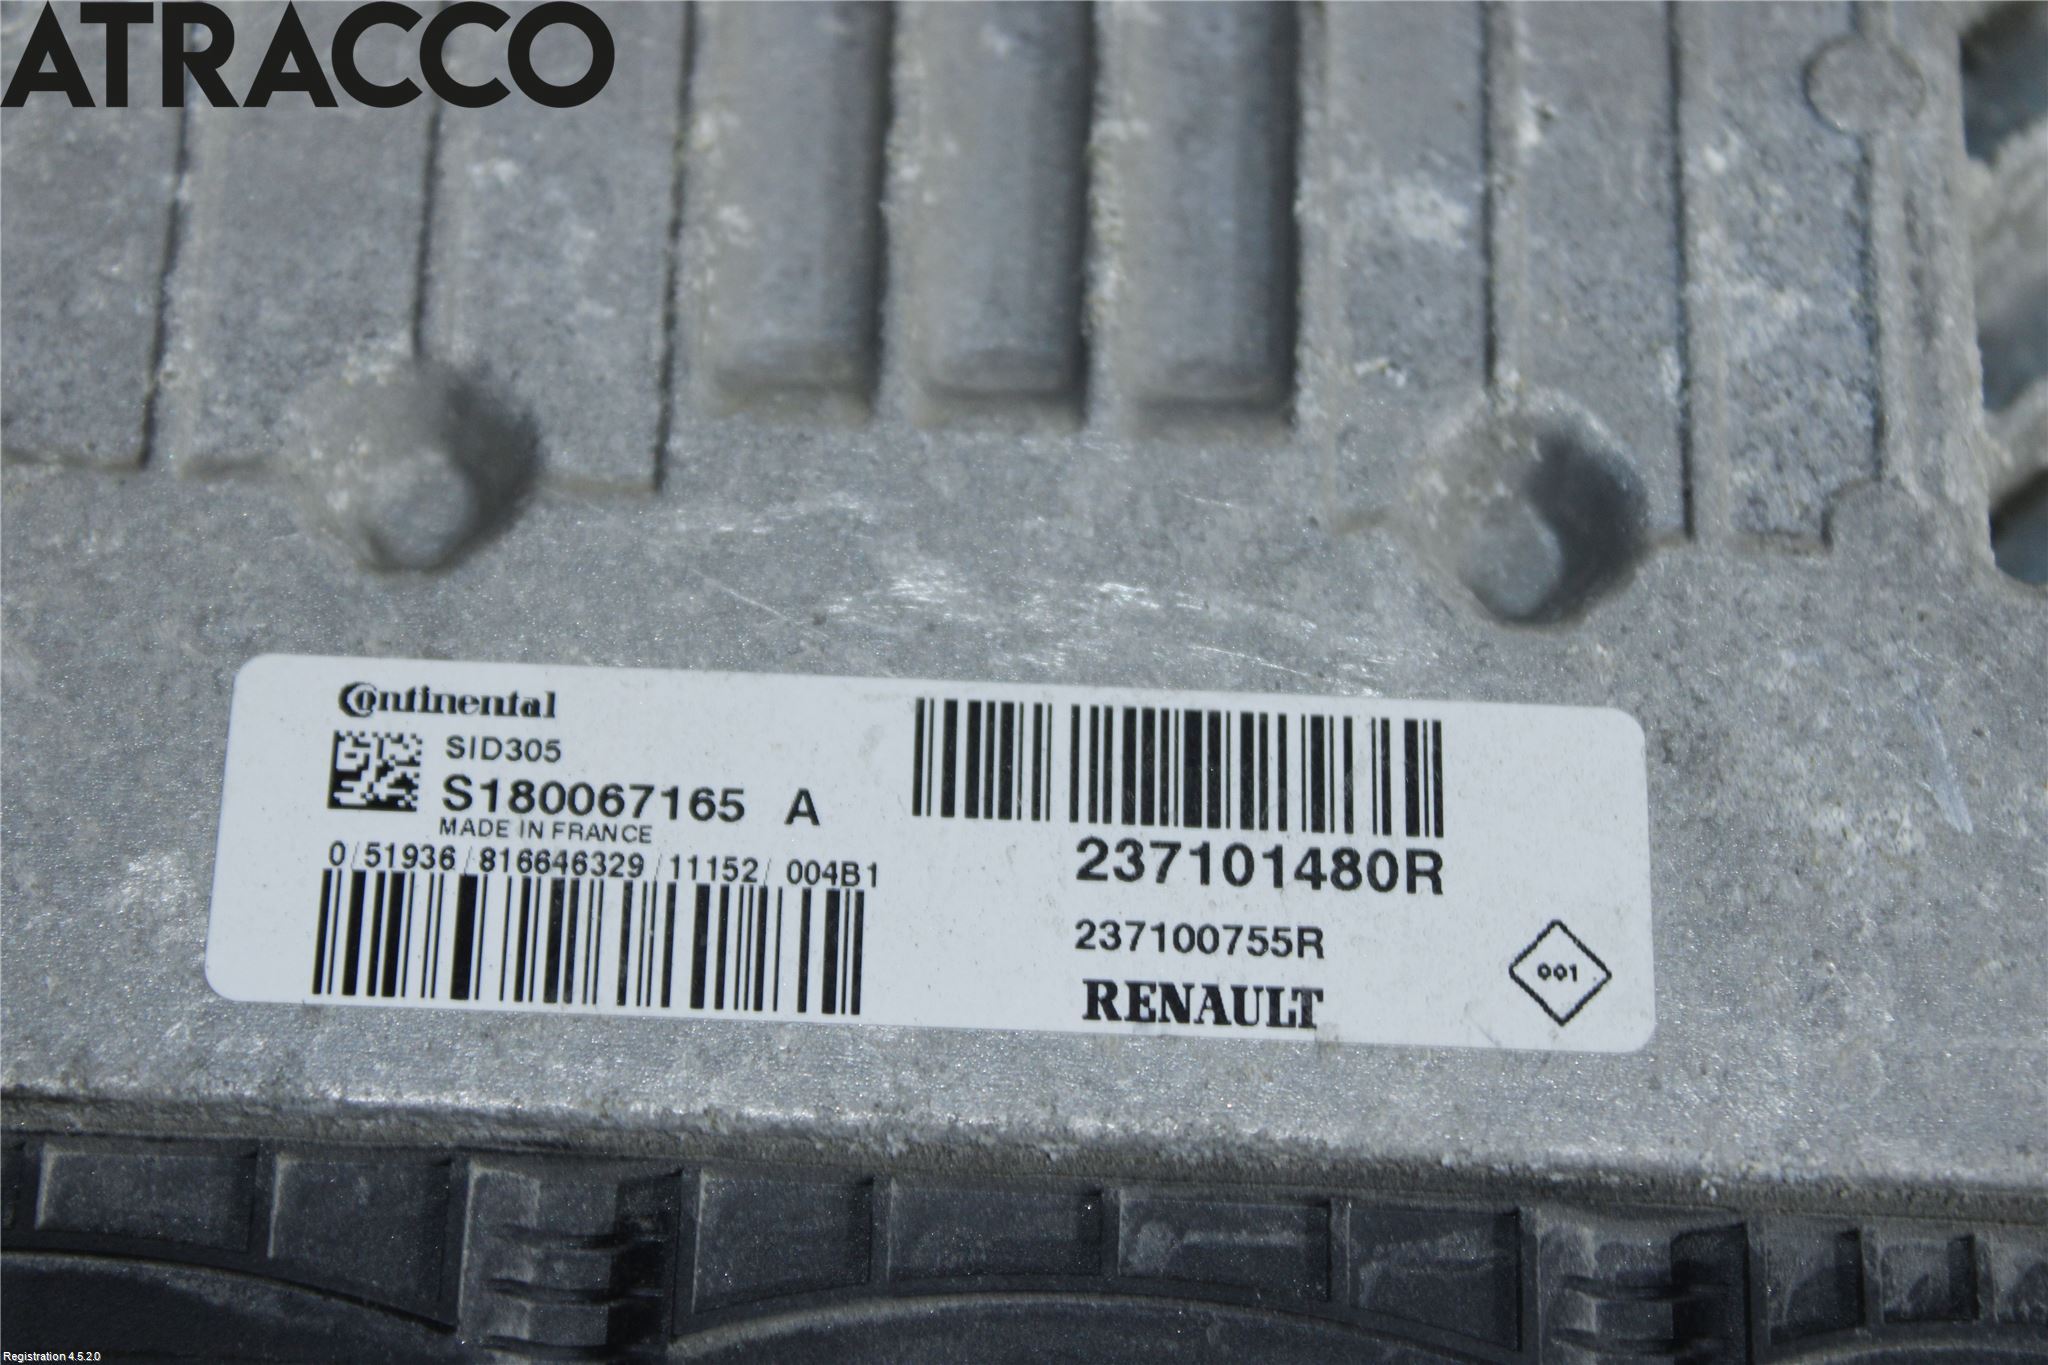 ATRACCO
Continental
SID305
S180067165 A
MADE IN FRANCE
0/51936/816646329/11152/ 004B1
237101480R
237100755R
RENAULT
001
Registration 4.5.2.0